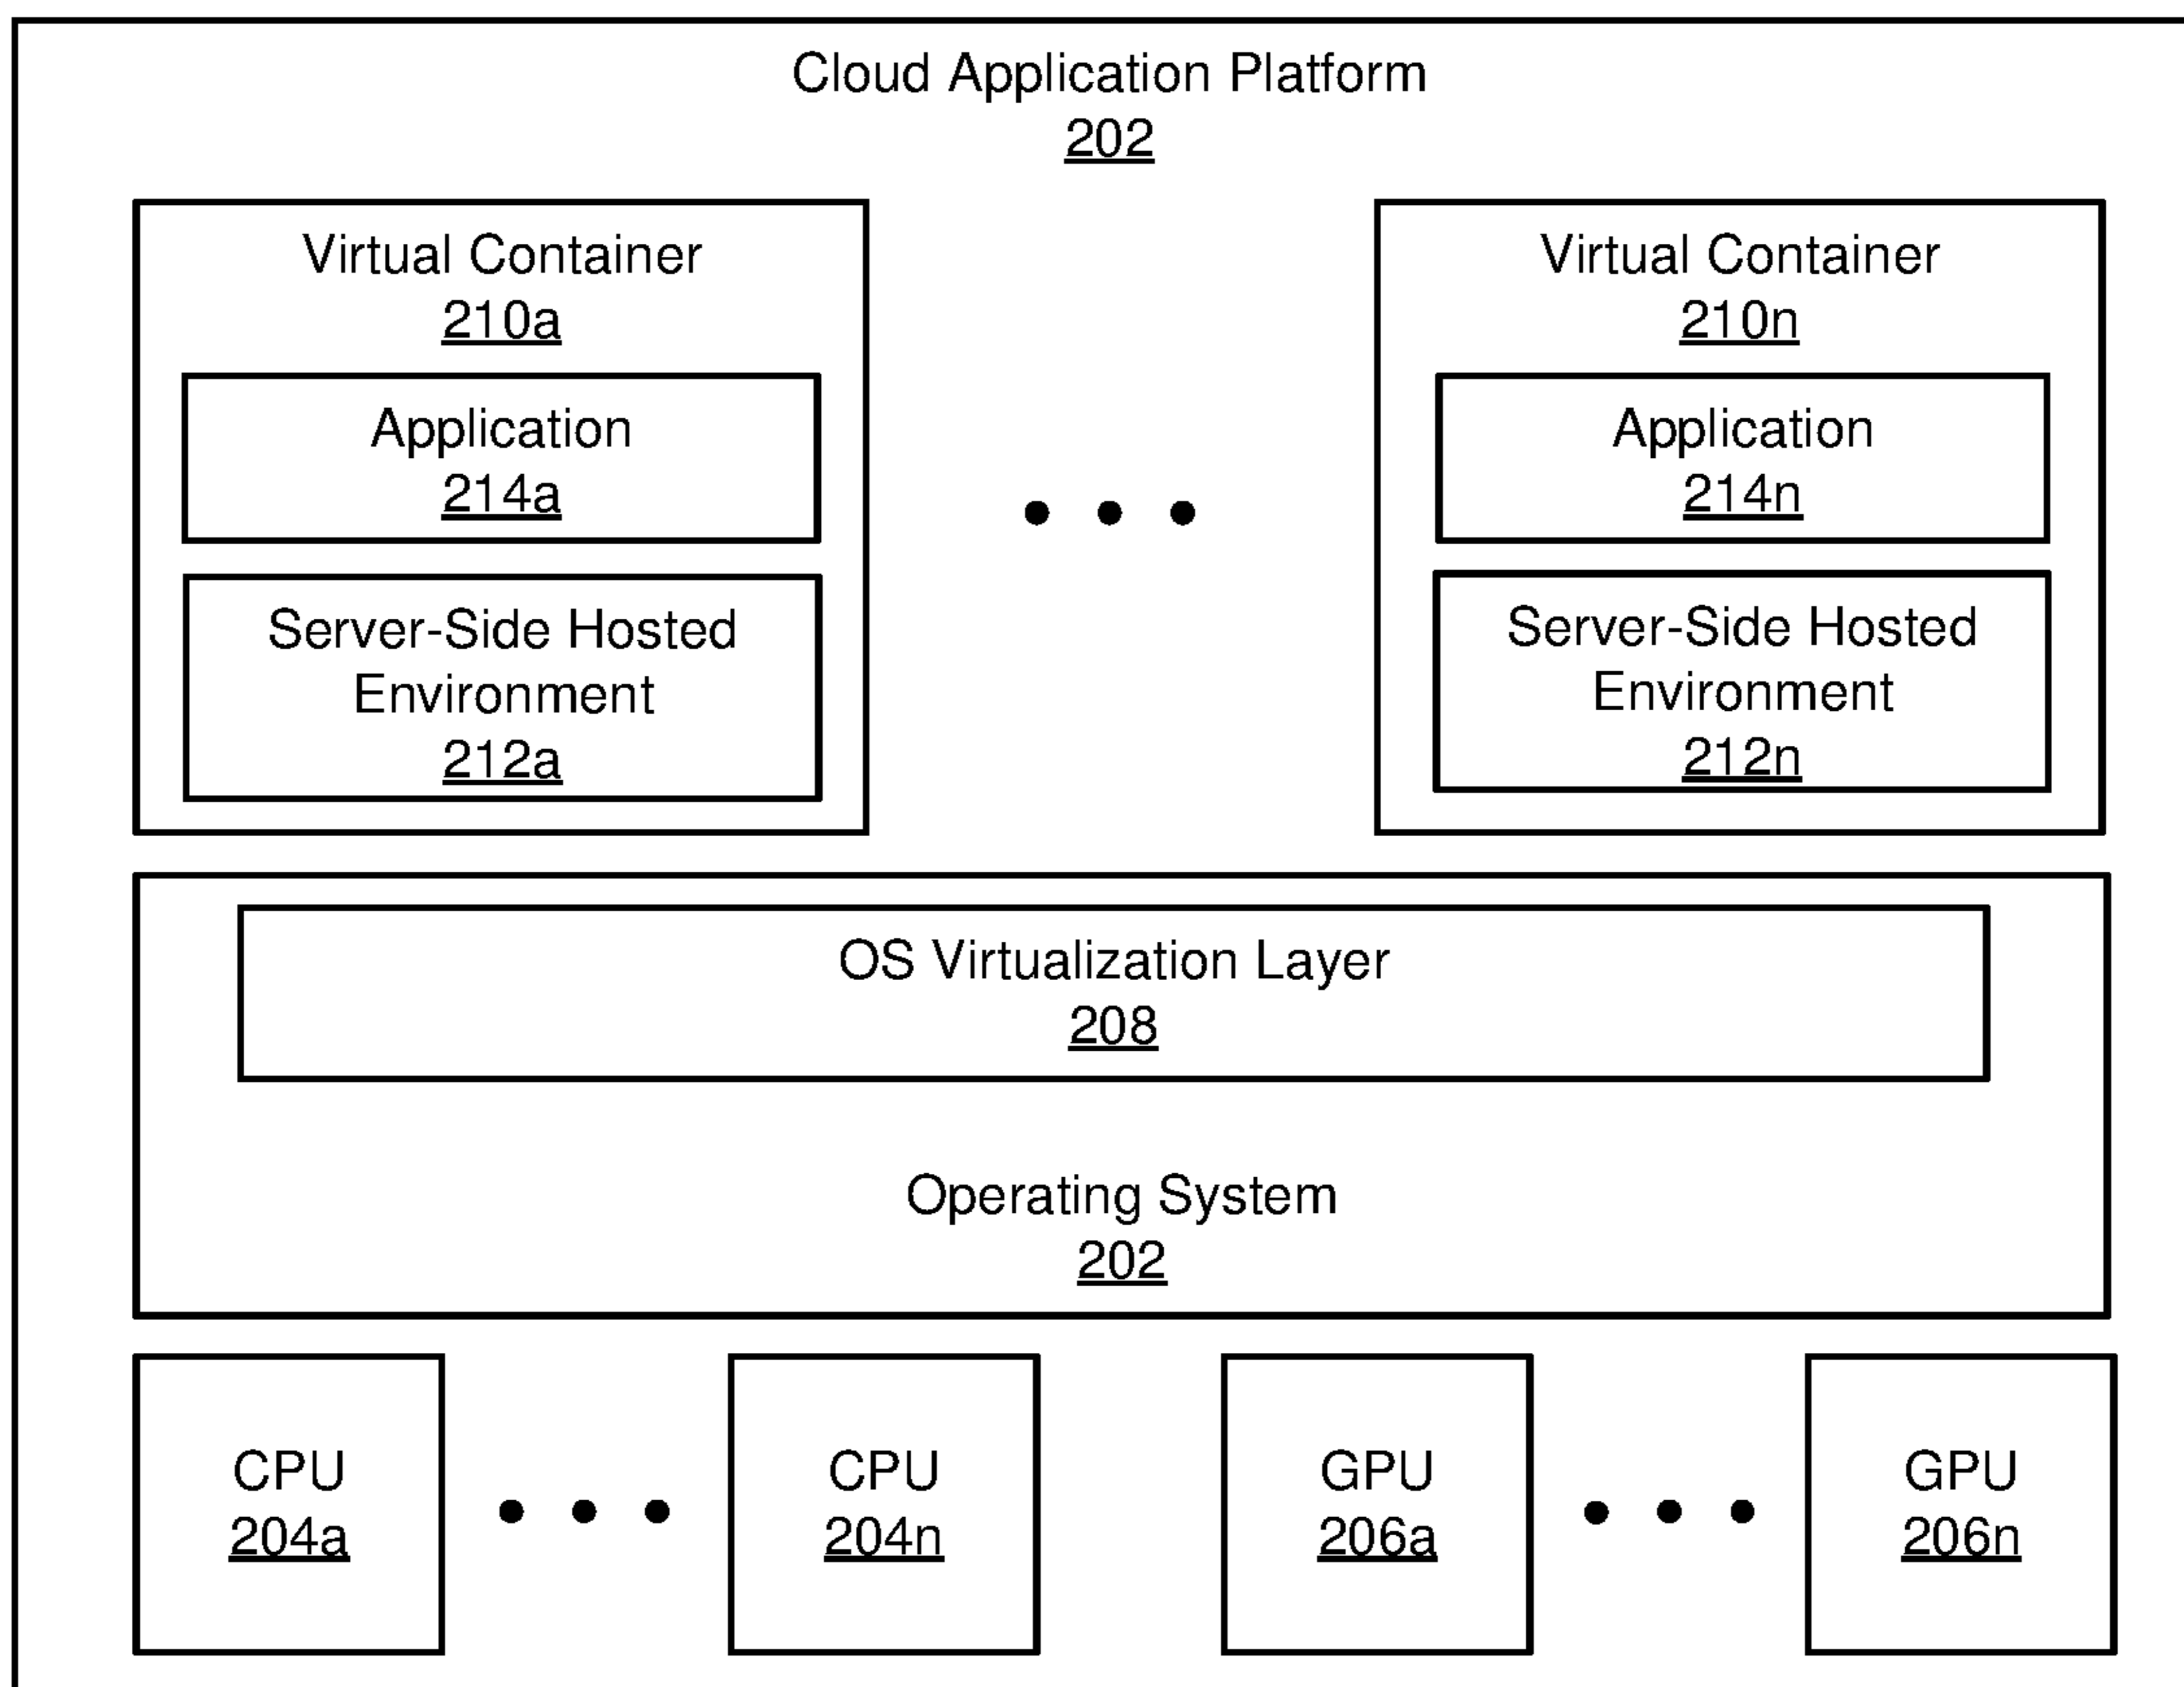 Cloud Application Platform
202
Virtual Container
210a
Application
214a
Server-Side Hosted
Environment
212a
Virtual Container
210n
Application
214n
Server-Side Hosted
Environment
212n
OS Virtualization Layer
208
Operating System
202
CPU
204a
CPU
204n
GPU
206a
GPU
206n